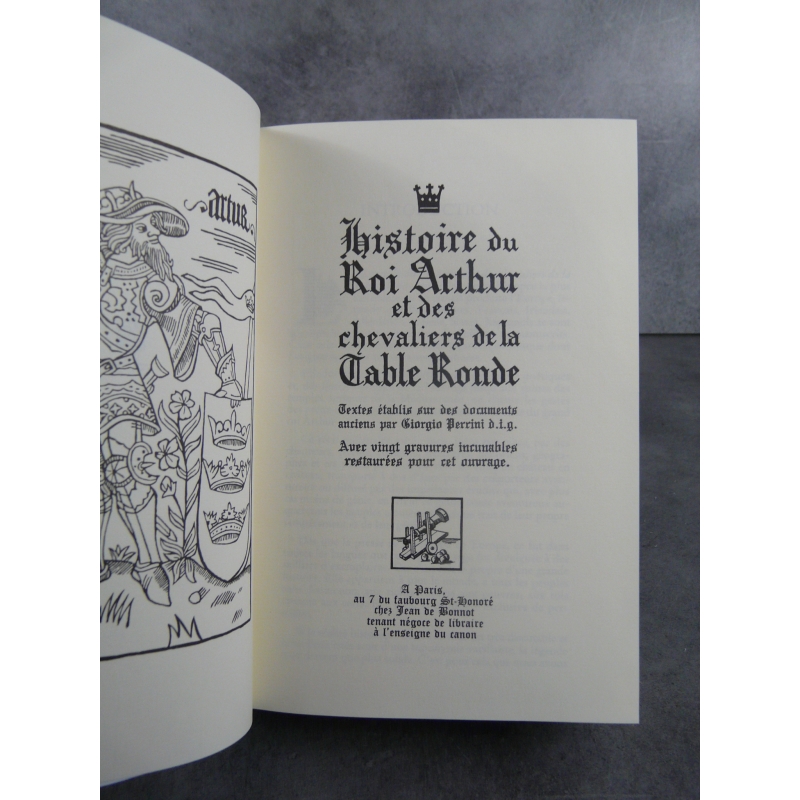 artus
Histoire du
Roi Arthur
et des
chevaliers de la
Table Ronde
Textes établis sur des documents
anciens par Giorgio Perrini d.l.g.
Avec vingt gravures incunables
restaurées pour cet ouvrage.
A Paris,
au 7 du faubourg St-Honoré
chez Jean de Bonnot
tenant négoce de libraire
à l'enseigne du canon